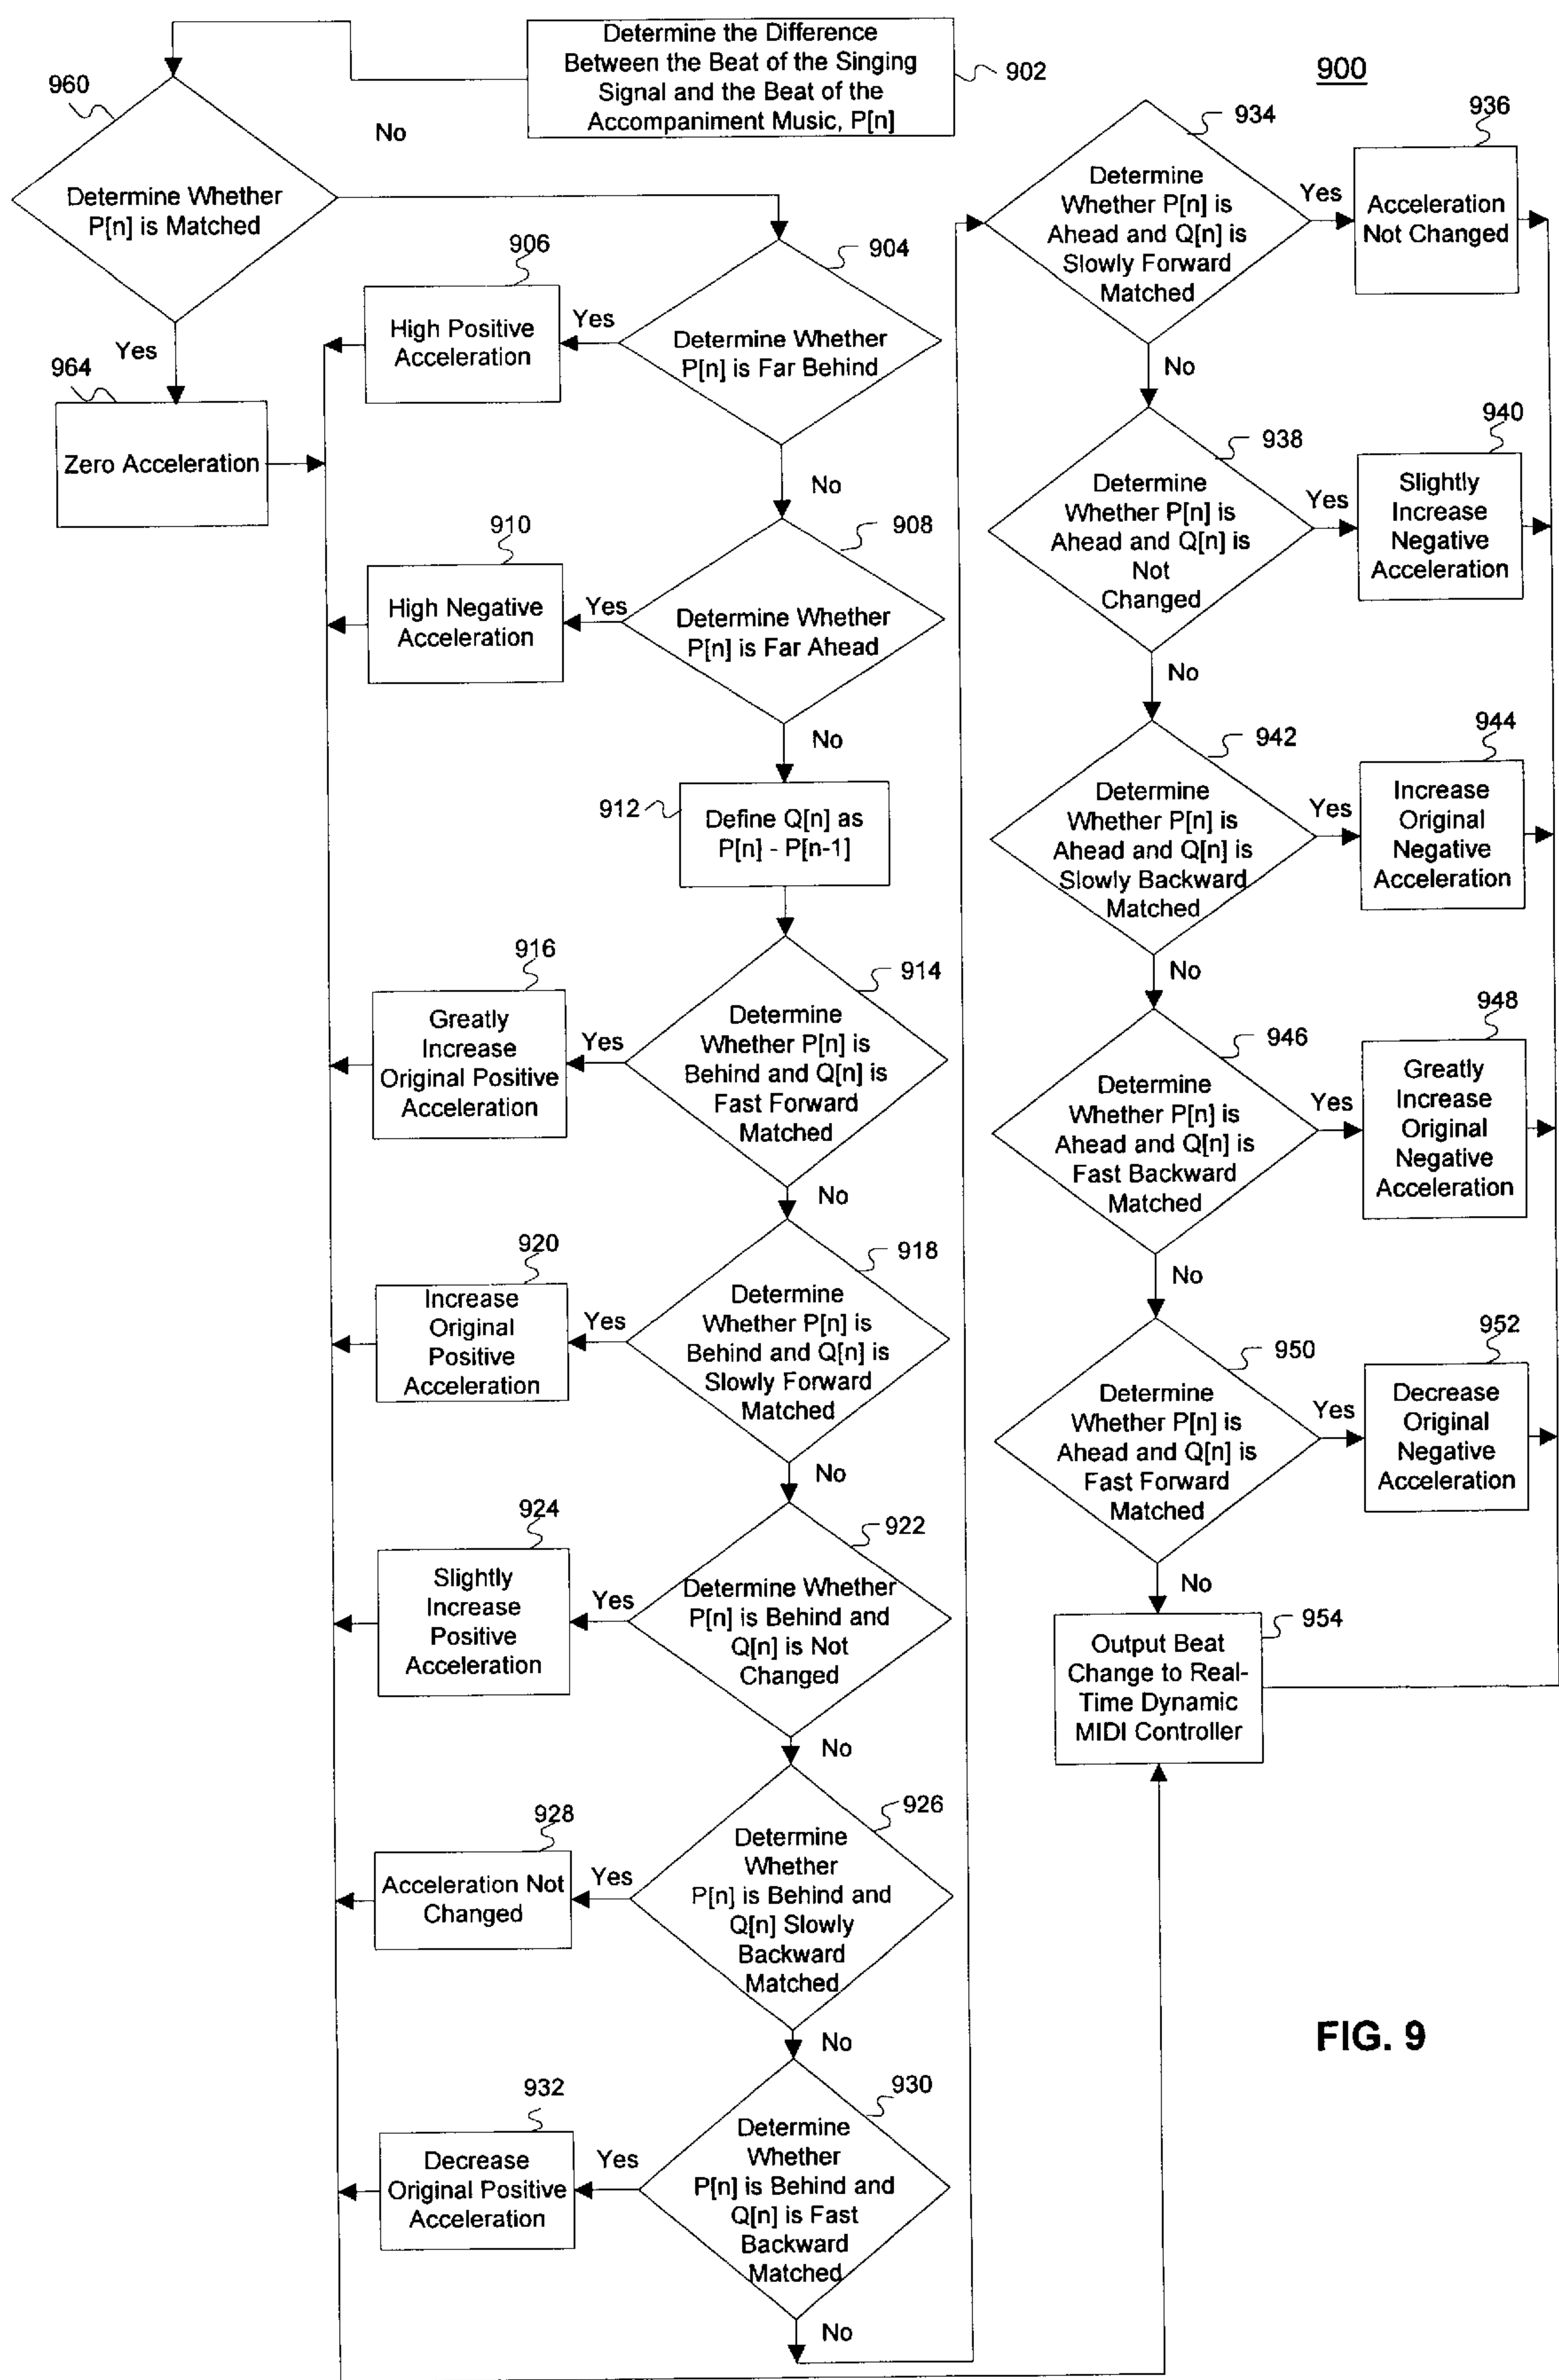 Determine the Difference
Between the Beat of the Singing
Signal and the Beat of the
Accompaniment Music, P[n]
902
900
960
Determine Whether
P[n] is Matched
No
Yes
964
Zero Acceleration
904
Determine Whether
P[n] is Far Behind
Yes
906
High Positive
Acceleration
No
908
Determine Whether
P[n] is Far Ahead
Yes
910
High Negative
Acceleration
No
912
Define Q[n] as
P[n] - P[n-1]
914
Determine
Whether P[n] is
Behind and Q[n] is
Fast Forward
Matched
Yes
916
Greatly
Increase
Original Positive
Acceleration
No
918
Determine
Whether P[n] is
Behind and Q[n] is
Slowly Forward
Matched
Yes
920
Increase
Original
Positive
Acceleration
No
922
Determine Whether
P[n] is Behind and
Q[n] is Not
Changed
Yes
924
Slightly
Increase
Positive
Acceleration
No
926
Determine
Whether
P[n] is Behind and
Q[n] Slowly
Backward
Matched
Yes
928
Acceleration Not
Changed
No
930
Determine
Whether
P[n] is Behind and
Q[n] is Fast
Backward
Matched
Yes
932
Decrease
Original Positive
Acceleration
No
934
Determine
Whether P[n] is
Ahead and Q[n] is
Slowly Forward
Matched
Yes
936
Acceleration
Not Changed
No
938
Determine
Whether P[n] is
Ahead and Q[n] is
Not
Changed
Yes
940
Slightly
Increase
Negative
Acceleration
No
942
Determine
Whether P[n] is
Ahead and Q[n] is
Slowly Backward
Matched
Yes
944
Increase
Original
Negative
Acceleration
No
946
Determine
Whether P[n] is
Ahead and Q[n] is
Fast Backward
Matched
Yes
948
Greatly
Increase
Original
Negative
Acceleration
No
950
Determine
Whether P[n] is
Ahead and Q[n] is
Fast Forward
Matched
Yes
952
Decrease
Original
Negative
Acceleration
No
954
Output Beat
Change to Real-
Time Dynamic
MIDI Controller
FIG. 9